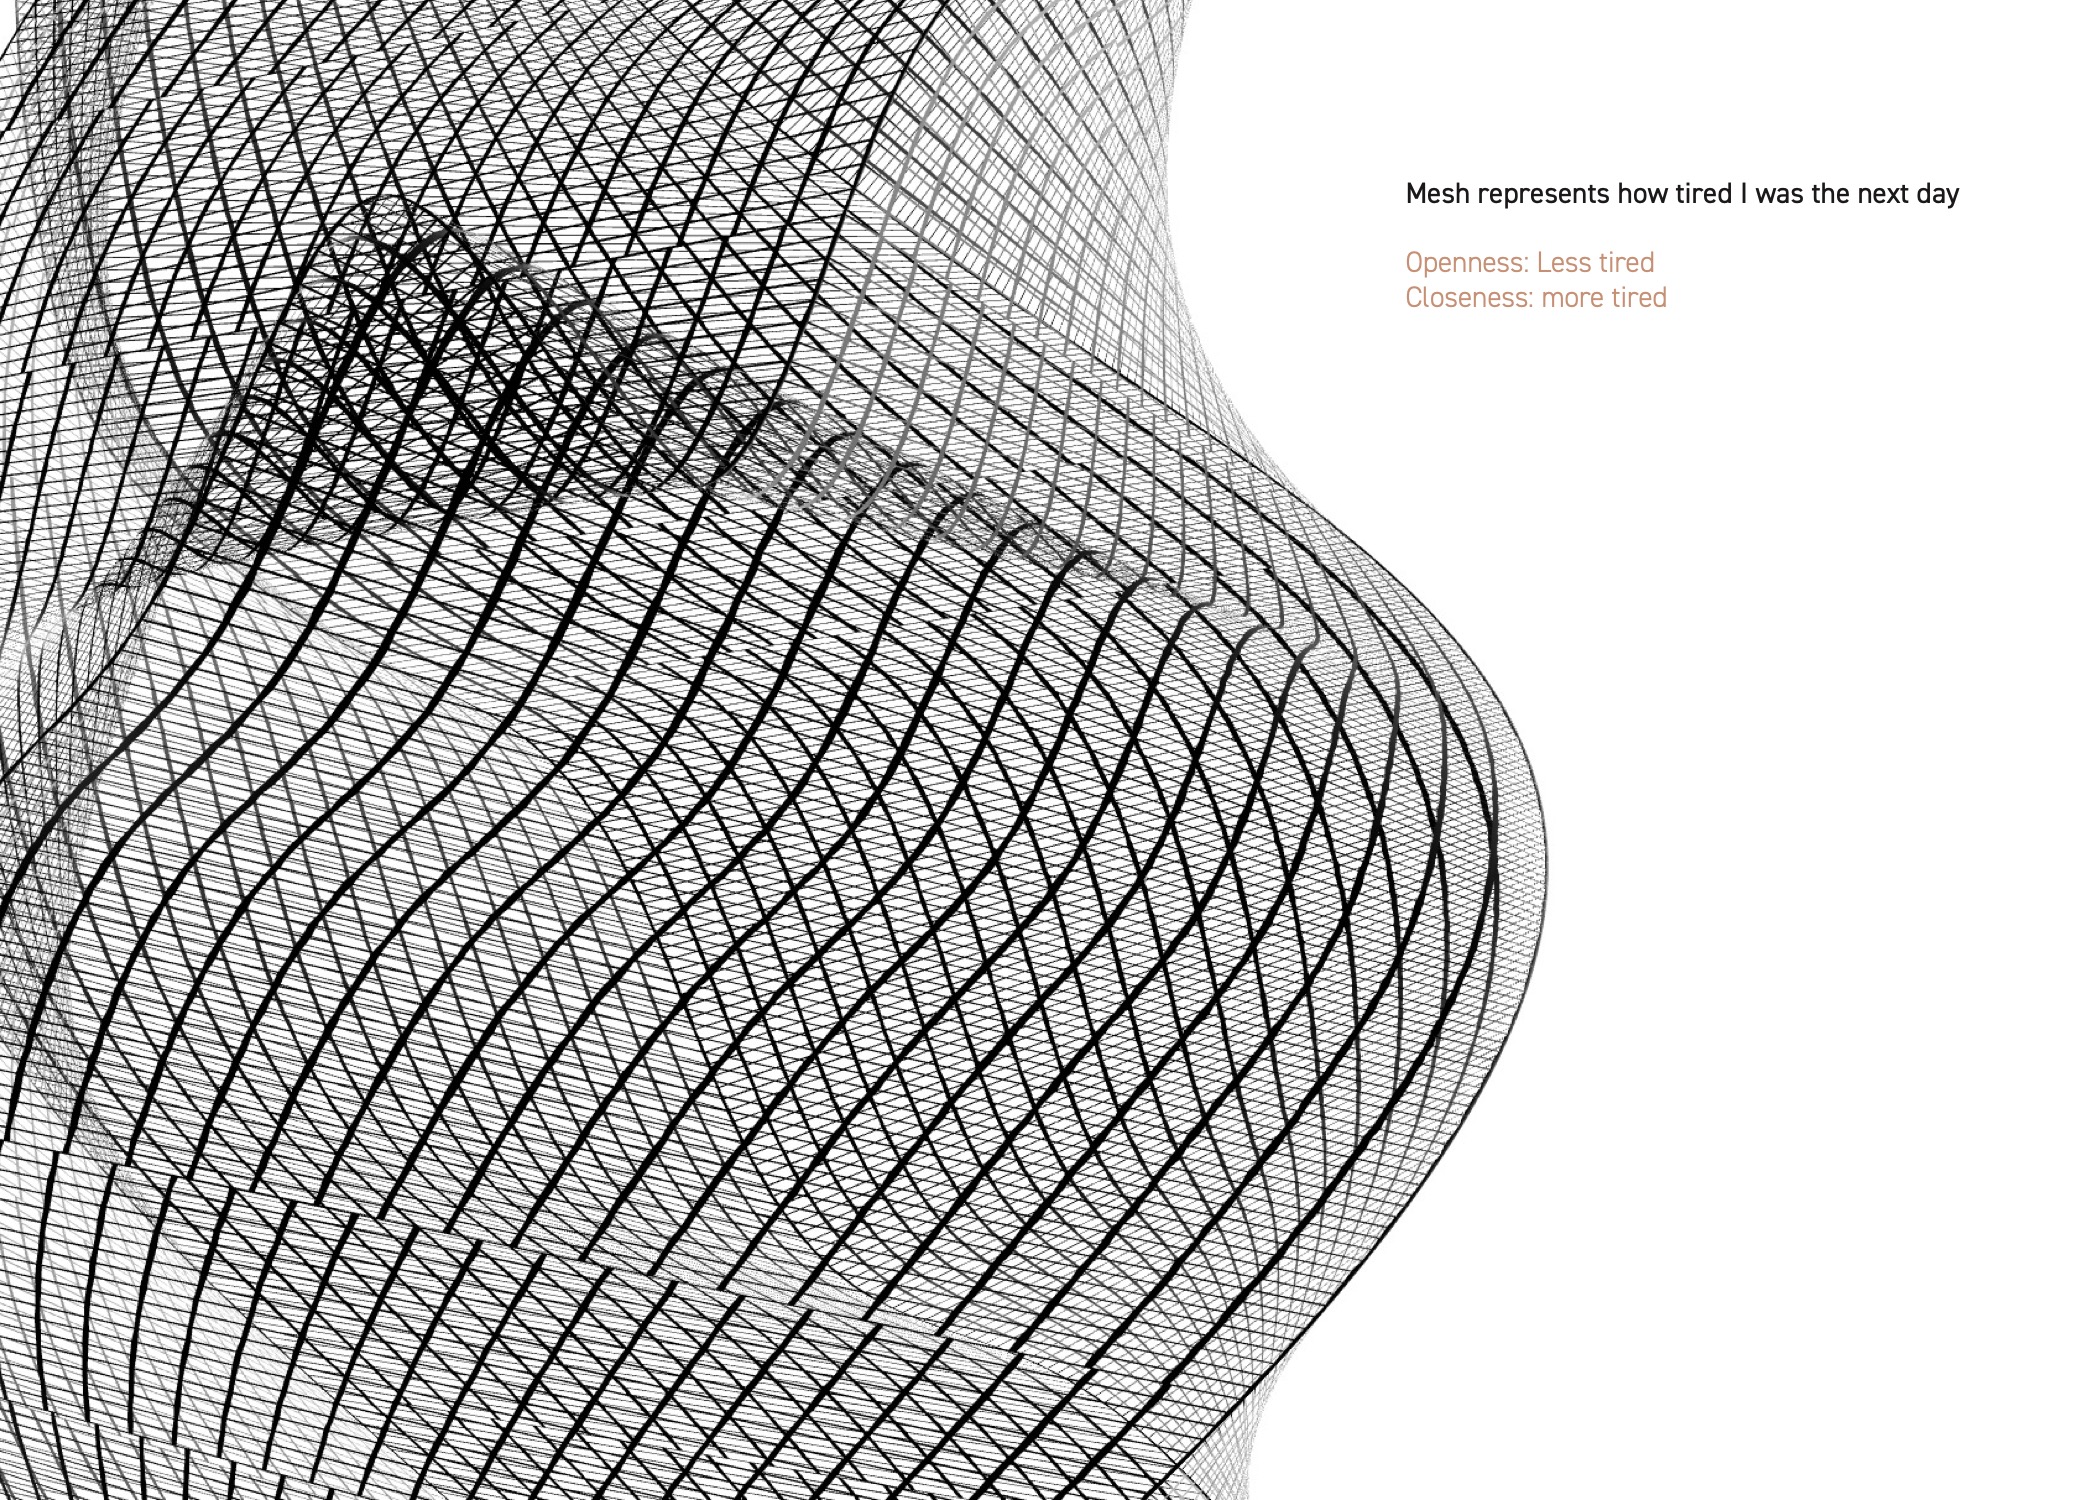 Mesh represents how tired I was the next day
Openness: Less tired
Closeness: more tired